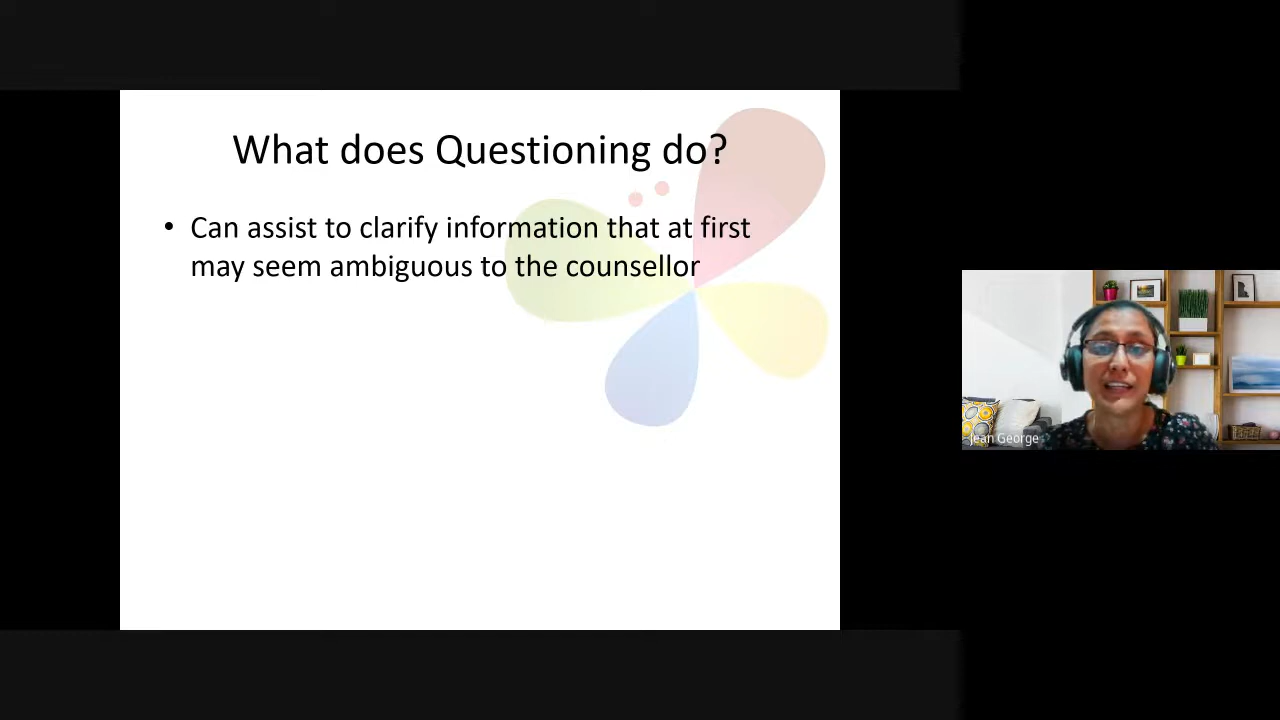 What does Questioning do?
• Can assist to clarify information that at first
may seem ambiguous to the counsellor
Jean George